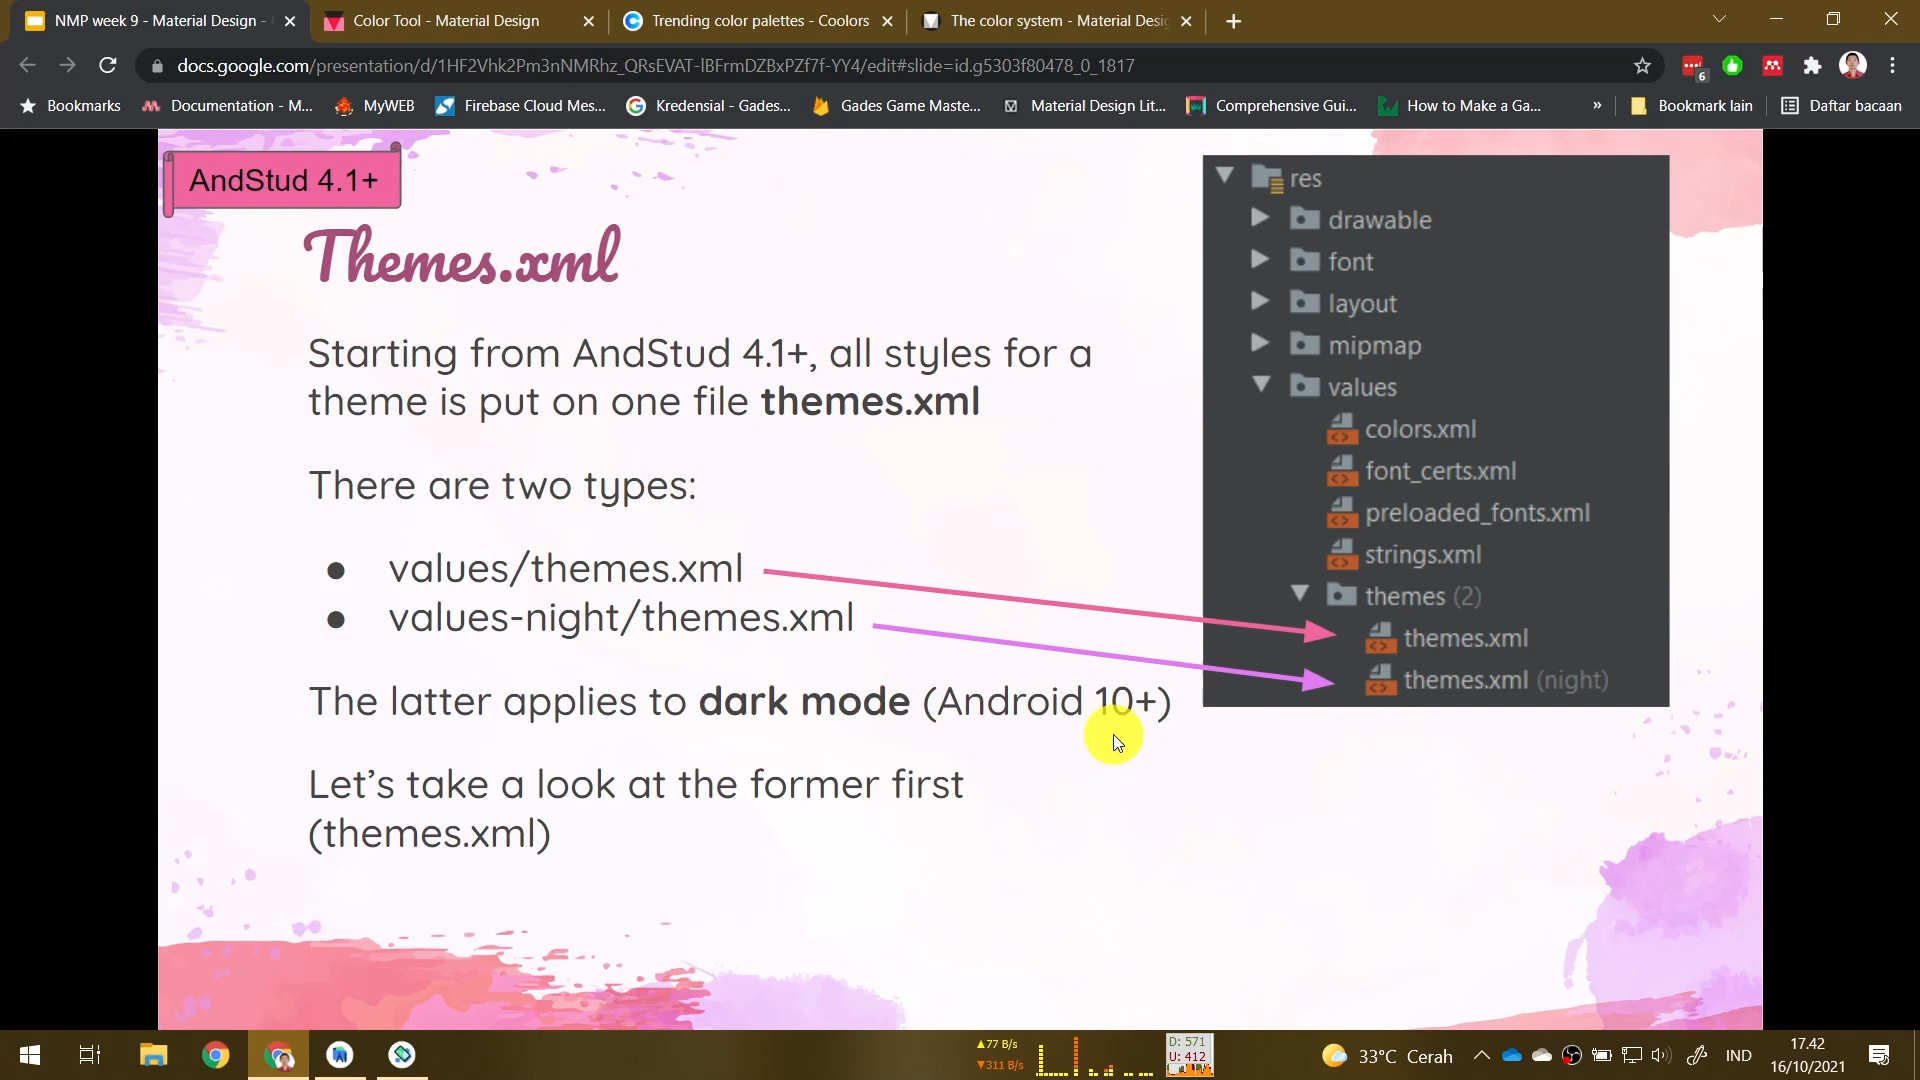 NMP week 9 - Material Design -
Color Tool - Material Design
Trending color palettes - Coolors
The color system - Material Desig
docs.google.com/presentation/d/1HF2Vhk2Pm3nNMRhz_QRsEVAT-lBFrmDZBxPZf7f-YY4/edit#slide=id.g5303f80478_0_1817
6
Bookmarks
Documentation - M...
MyWEB
Firebase Cloud Mes...
Kredensial - Gades...
Gades Game Maste...
Material Design Lit...
Comprehensive Gui...
How to Make a Ga...
»
Bookmark lain
Daftar bacaan
AndStud 4.1+
Themes.xml
Starting from AndStud 4.1+, all styles for a
theme is put on one file themes.xml
There are two types:
● values/themes.xml
● values-night/themes.xml
The latter applies to dark mode (Android 10+)
Let’s take a look at the former first
(themes.xml)
res
drawable
font
layout
mipmap
values
colors.xml
font_certs.xml
preloaded_fonts.xml
strings.xml
themes (2)
themes.xml
themes.xml (night)
▲77 B/s
▼311 B/s
D: 571
U: 412
33°C Cerah
IND
17.42
16/10/2021